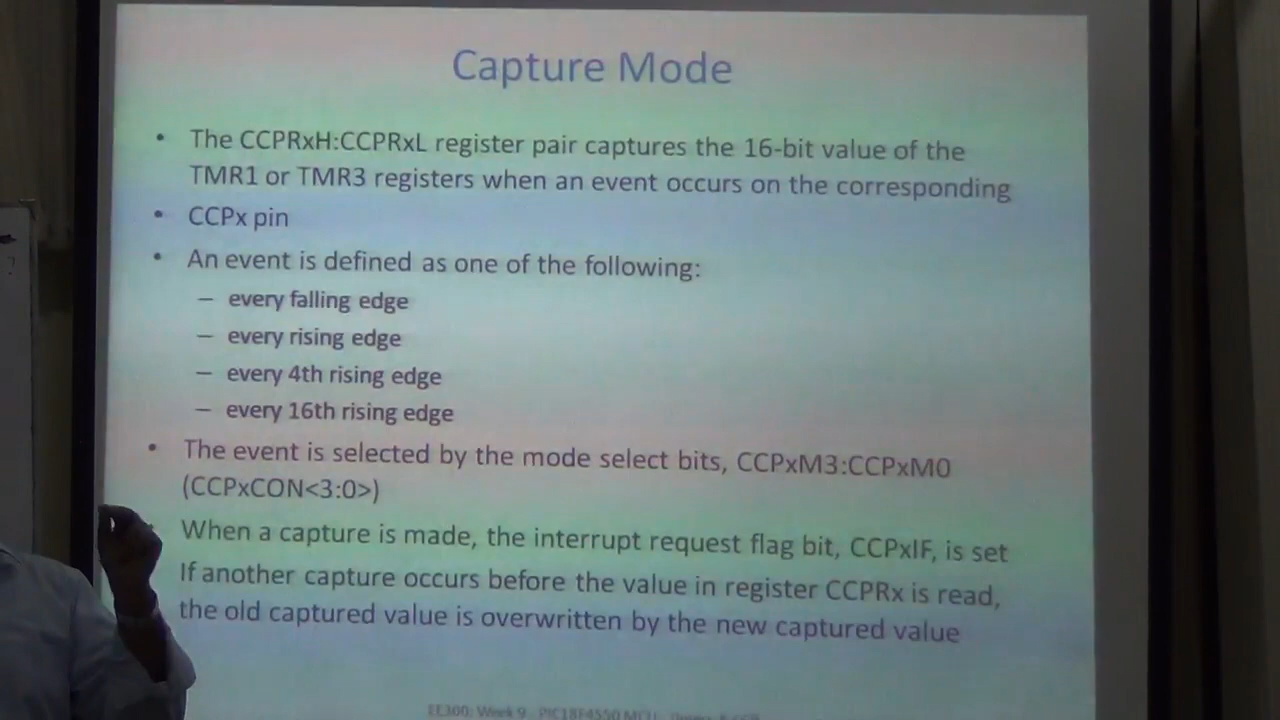 Capture Mode
• The CCPRxH:CCPRxL register pair captures the 16-bit value of the
TMR1 or TMR3 registers when an event occurs on the corresponding
• CCPx pin
• An event is defined as one of the following:
– every falling edge
– every rising edge
– every 4th rising edge
– every 16th rising edge
• The event is selected by the mode select bits, CCPxM3:CCPxM0
(CCPxCON<3:0>)
When a capture is made, the interrupt request flag bit, CCPxIF, is set
If another capture occurs before the value in register CCPRx is read,
the old captured value is overwritten by the new captured value
EE300: Week 9 PIC18F4550 MCU